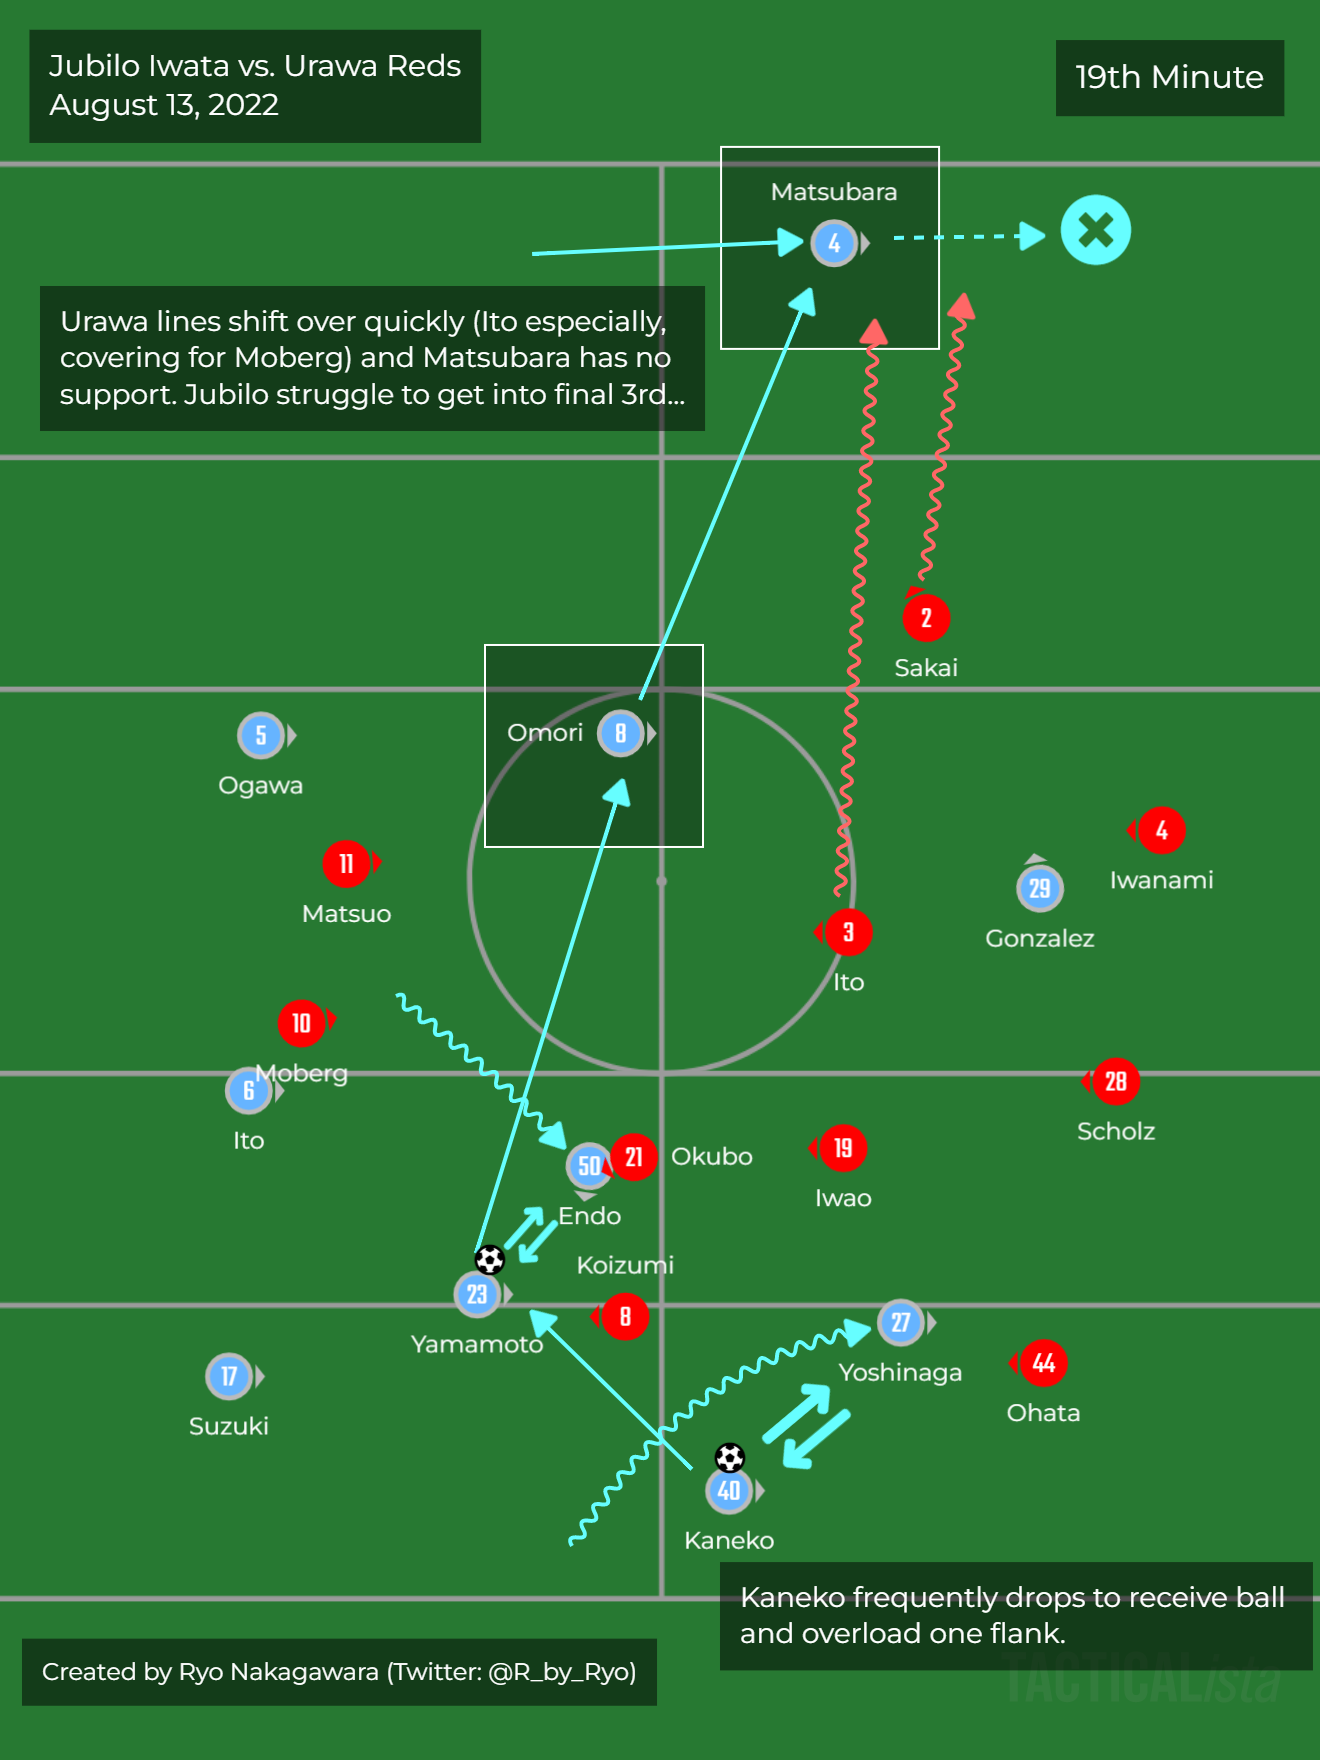 Jubilo Iwata vs. Urawa Reds
August 13, 2022
19th Minute
Matsubara
4
Urawa lines shift over quickly (Ito especially,
covering for Moberg) and Matsubara has no
support. Jubilo struggle to get into final 3rd...
2
Sakai
Omori 8
5
Ogawa
4
Iwanami
11
Matsuo
29
Gonzalez
3
Ito
10
Moberg
6
Ito
28
Scholz
50
Endo
21 Okubo
19
Iwao
Koizumi
8
23
Yamamoto
27
Yoshinaga
17
Suzuki
44
Ohata
40
Kaneko
Kaneko frequently drops to receive ball
and overload one flank.
Created by Ryo Nakagawara (Twitter: @R_by_Ryo)
TACTICALista